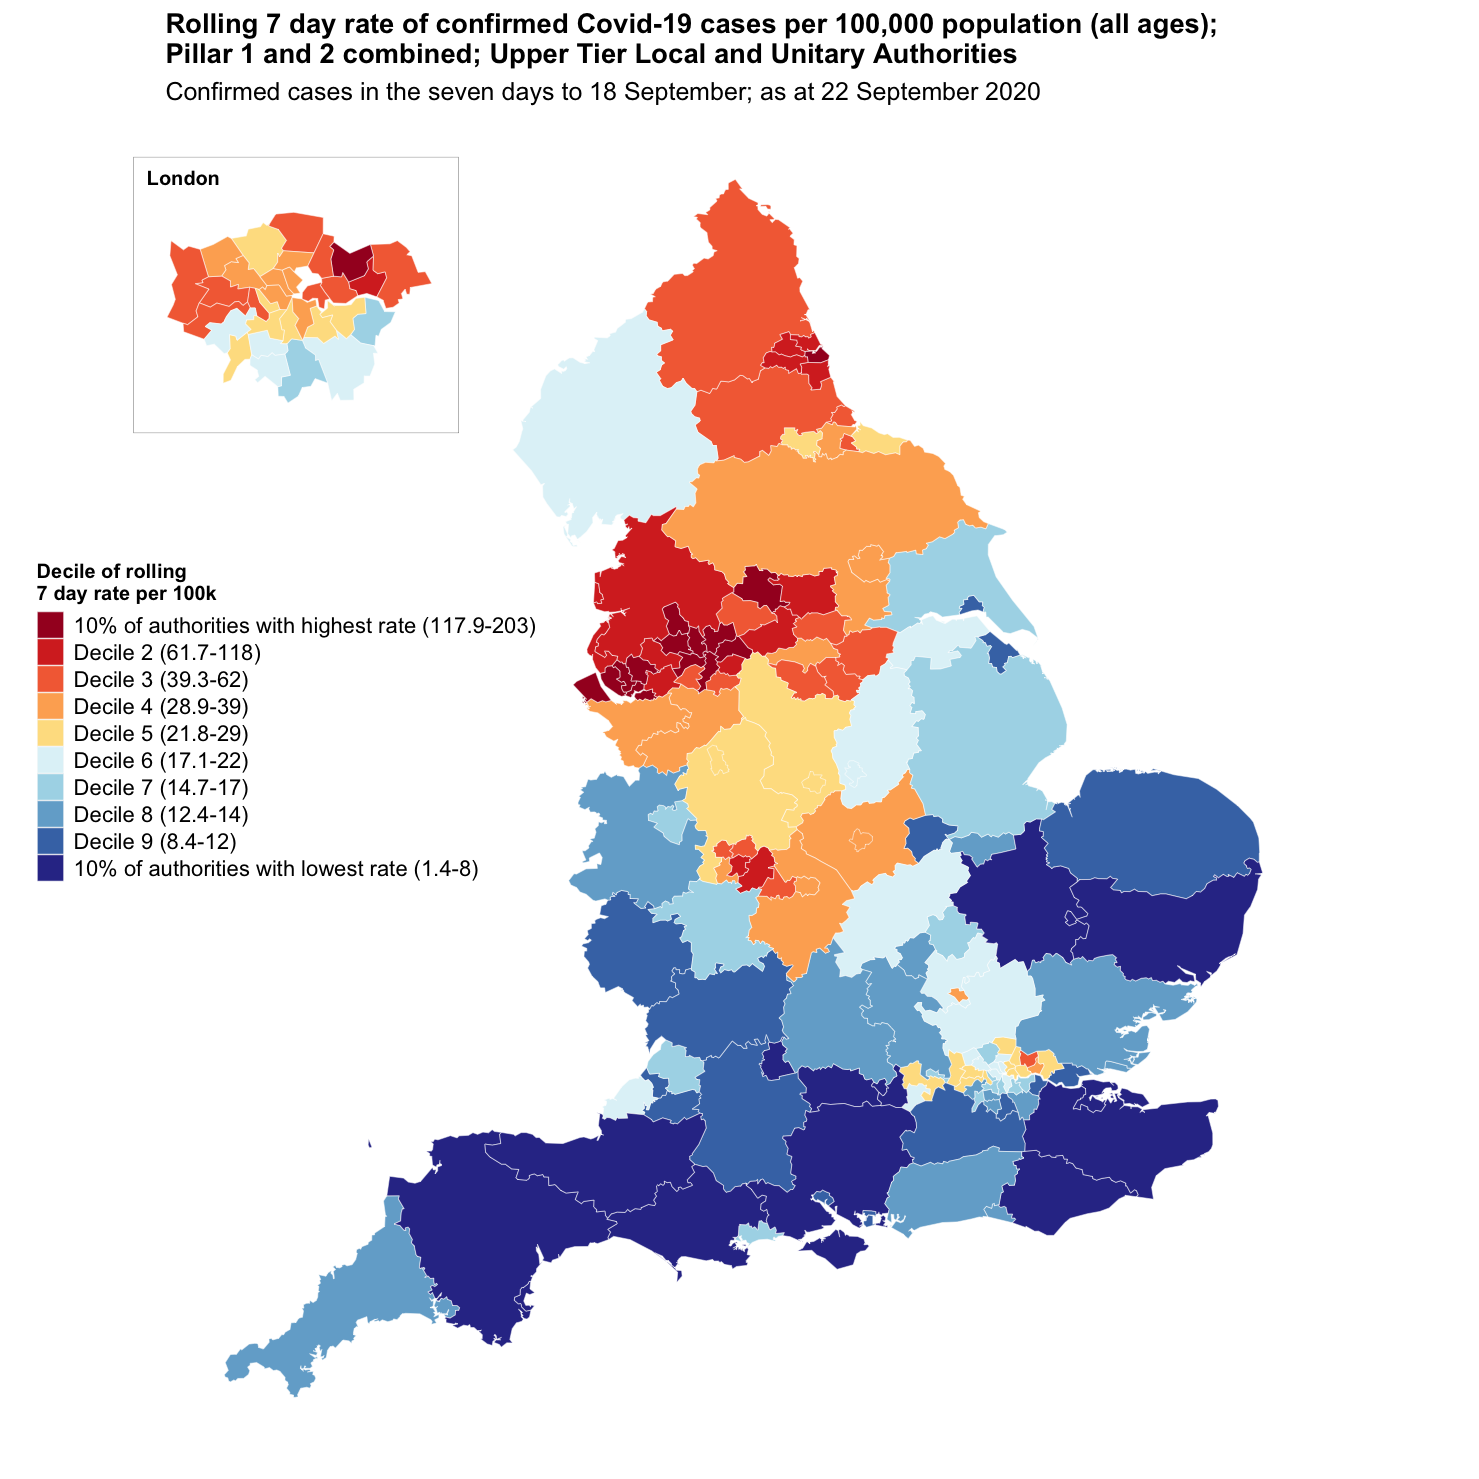 Rolling 7 day rate of confirmed Covid-19 cases per 100,000 population (all ages);
Pillar 1 and 2 combined; Upper Tier Local and Unitary Authorities
Confirmed cases in the seven days to 18 September; as at 22 September 2020
London
Decile of rolling
7 day rate per 100k
10% of authorities with highest rate (117.9-203)
Decile 2 (61.7-118)
Decile 3 (39.3-62)
Decile 4 (28.9-39)
Decile 5 (21.8-29)
Decile 6 (17.1-22)
Decile 7 (14.7-17)
Decile 8 (12.4-14)
Decile 9 (8.4-12)
10% of authorities with lowest rate (1.4-8)